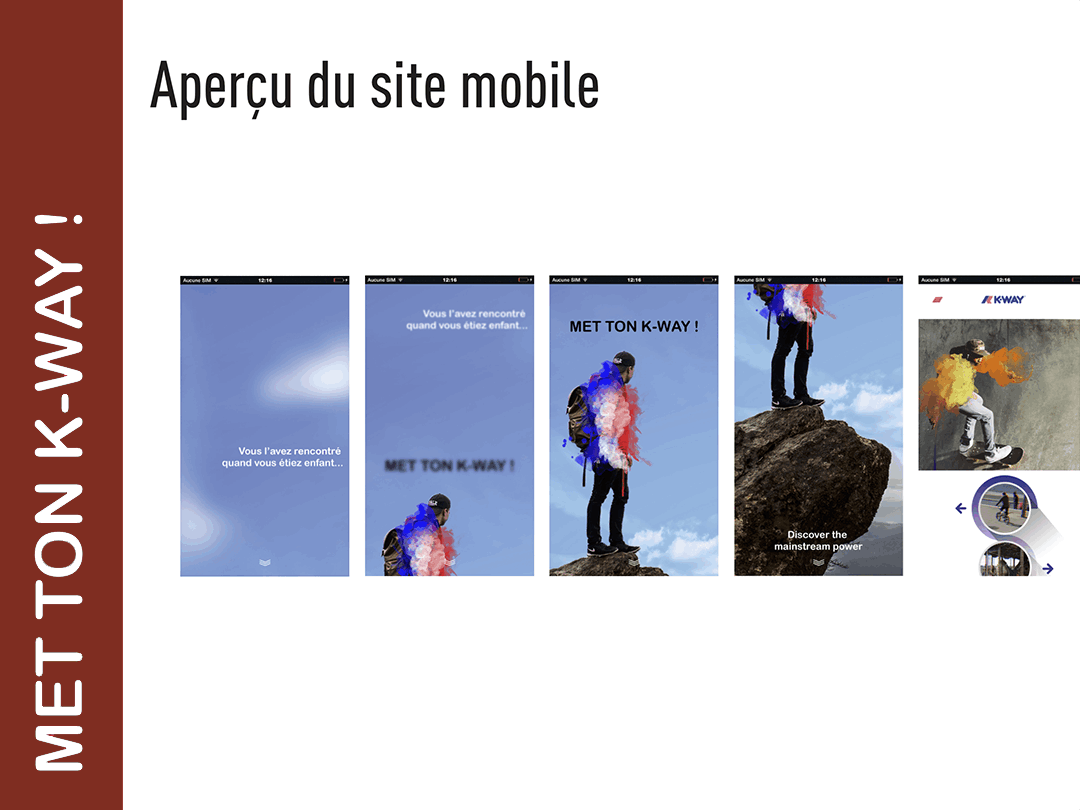 MET TON K-WAY !
Aperçu du site mobile
Aucune SIM 12:16
Vous l'avez rencontré
quand vous étiez enfant...
Aucune SIM 12:16
Vous l'avez rencontré
quand vous étiez enfant...
MET TON K-WAY !
Aucune SIM 12:16
MET TON K-WAY !
Aucune SIM 12:16
Discover the
mainstream power
Aucune SIM 12:16
K-WAY